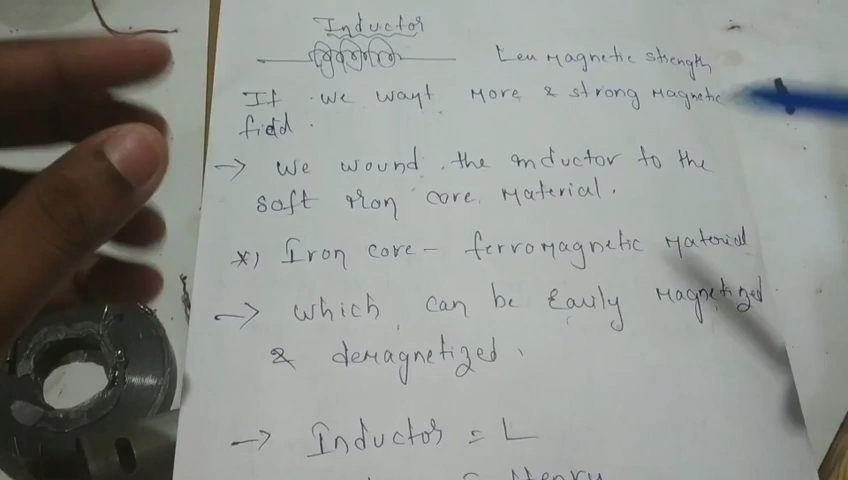 Inductor
Less Magnetic strength
If we want More & strong Magnetic
field.
→ We wound the inductor to the
soft iron core Material.
*) Iron core - ferromagnetic Material
→ Which can be Easily Magnetized
& demagnetized.
→ Inductor = L
= Henry